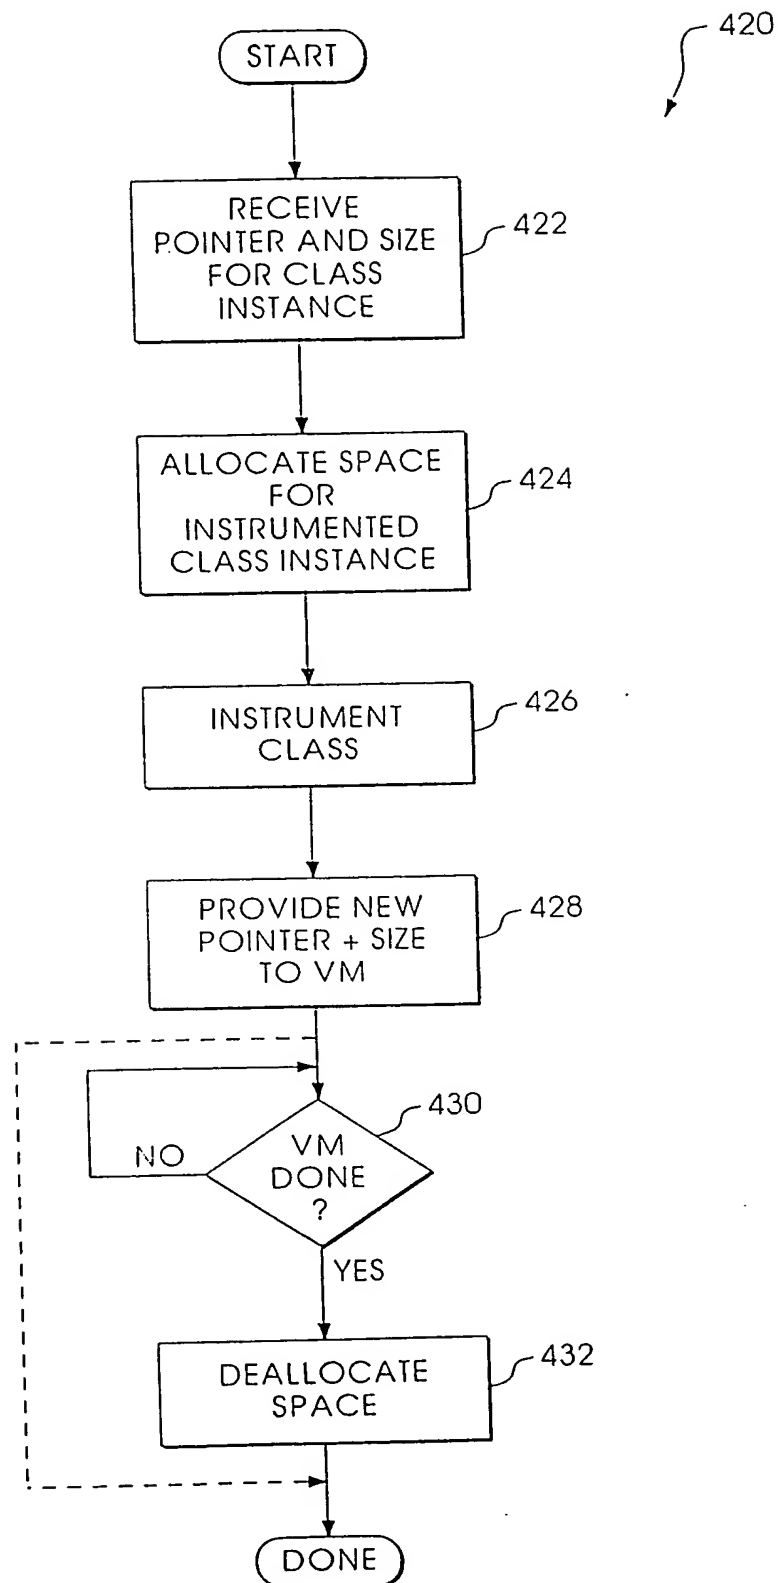 420
START
RECEIVE
POINTER AND SIZE
FOR CLASS
INSTANCE
422
ALLOCATE SPACE
FOR
INSTRUMENTED
CLASS INSTANCE
424
INSTRUMENT
CLASS
426
PROVIDE NEW
POINTER + SIZE
TO VM
428
430
VM
DONE
?
NO
YES
DEALLOCATE
SPACE
432
DONE